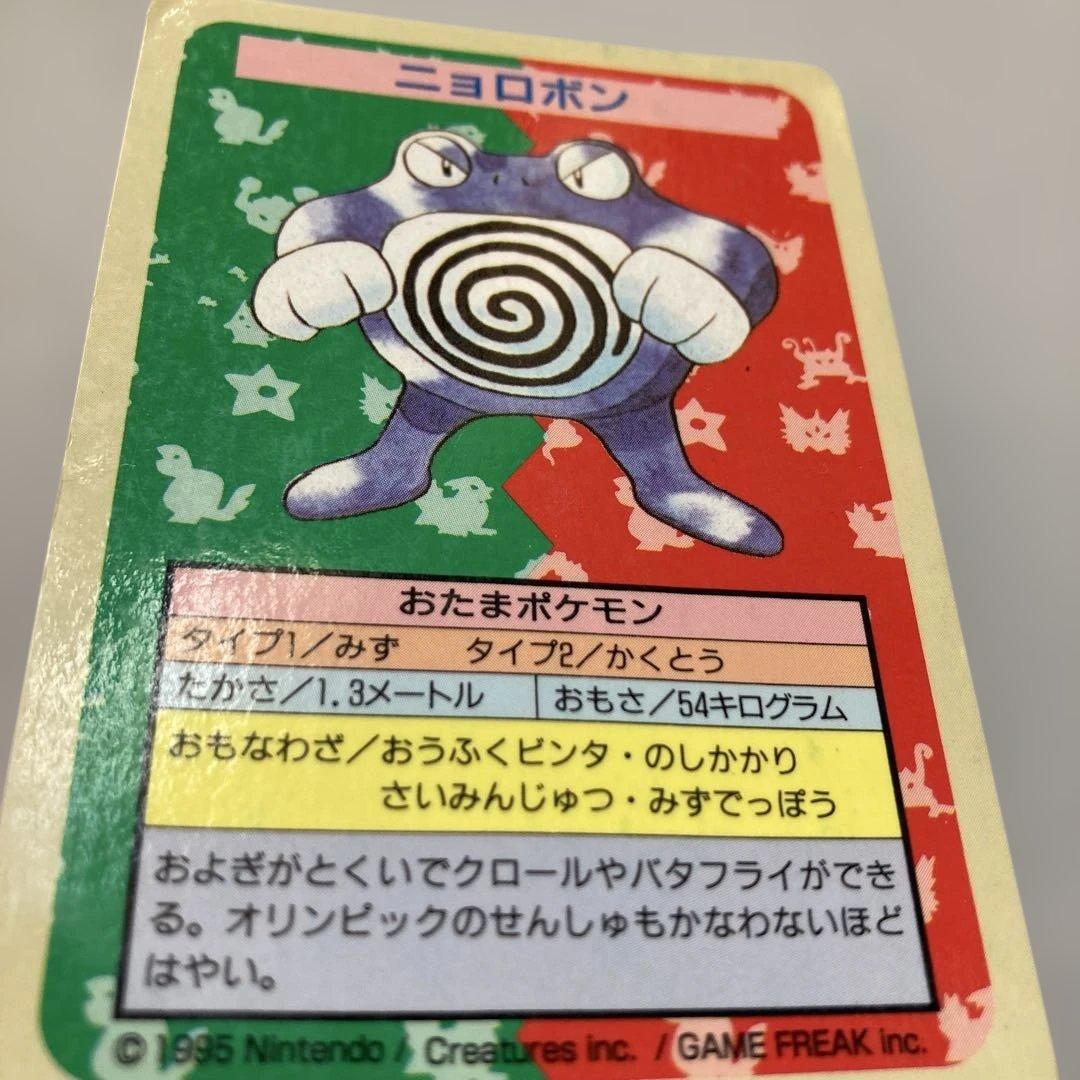 ニョロボン
おたまポケモン
タイプ1／みず　タイプ2／かくとう
たかさ／1.3メートル　おもさ／54キログラム
おもなわざ／おうふくビンタ・のしかかり
さいみんじゅつ・みずでっぽう
およぎがとくいでクロールやバタフライができ
る。オリンピックのせんしゅもかなわないほど
はやい。
© 1995 Nintendo / Creatures inc. / GAME FREAK inc.